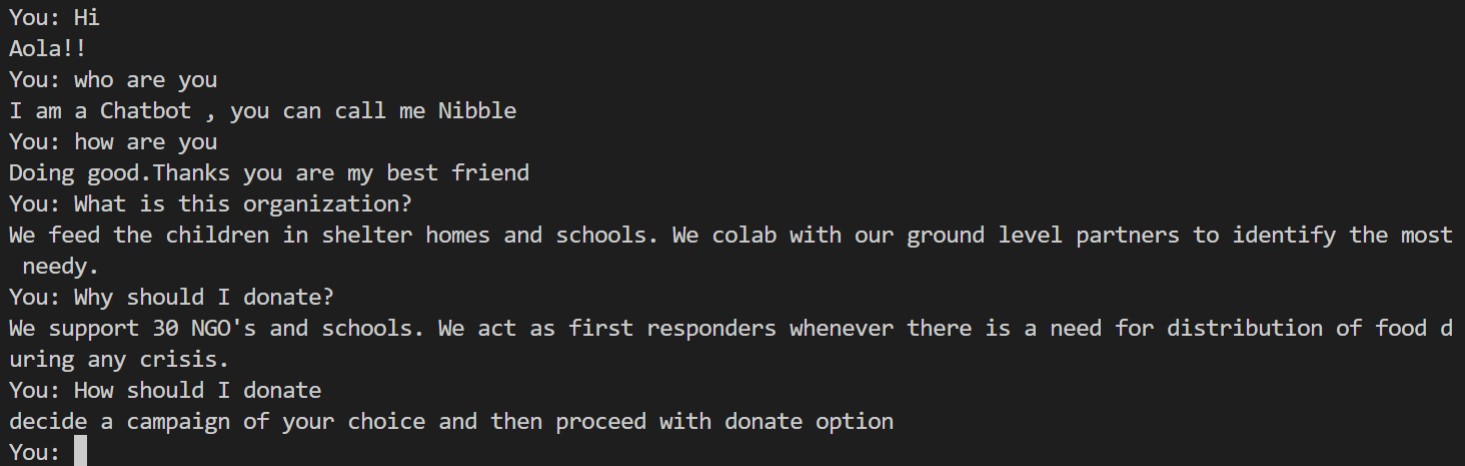 You: Hi
Aola!!
You: who are you
I am a Chatbot , you can call me Nibble
You: how are you
Doing good.Thanks you are my best friend
You: What is this organization?
We feed the children in shelter homes and schools. We colab with our ground level partners to identify the most
 needy.
You: Why should I donate?
We support 30 NGO's and schools. We act as first responders whenever there is a need for distribution of food d
uring any crisis.
You: How should I donate
decide a campaign of your choice and then proceed with donate option
You: